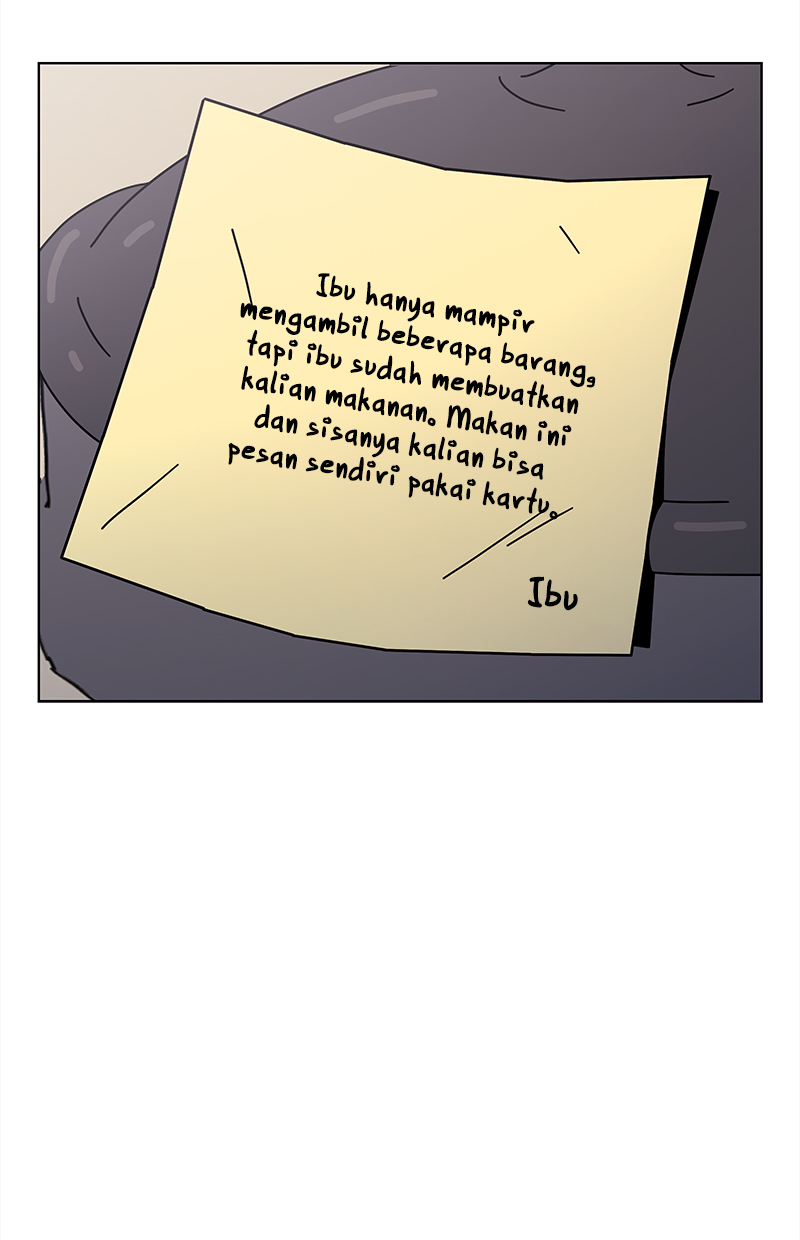 Ibu hanya mampir
mengambil beberapa barang,
tapi ibu sudah membuatkan
kalian makanan. Makan ini
dan sisanya kalian bisa
pesan sendiri pakai kartu.
Ibu